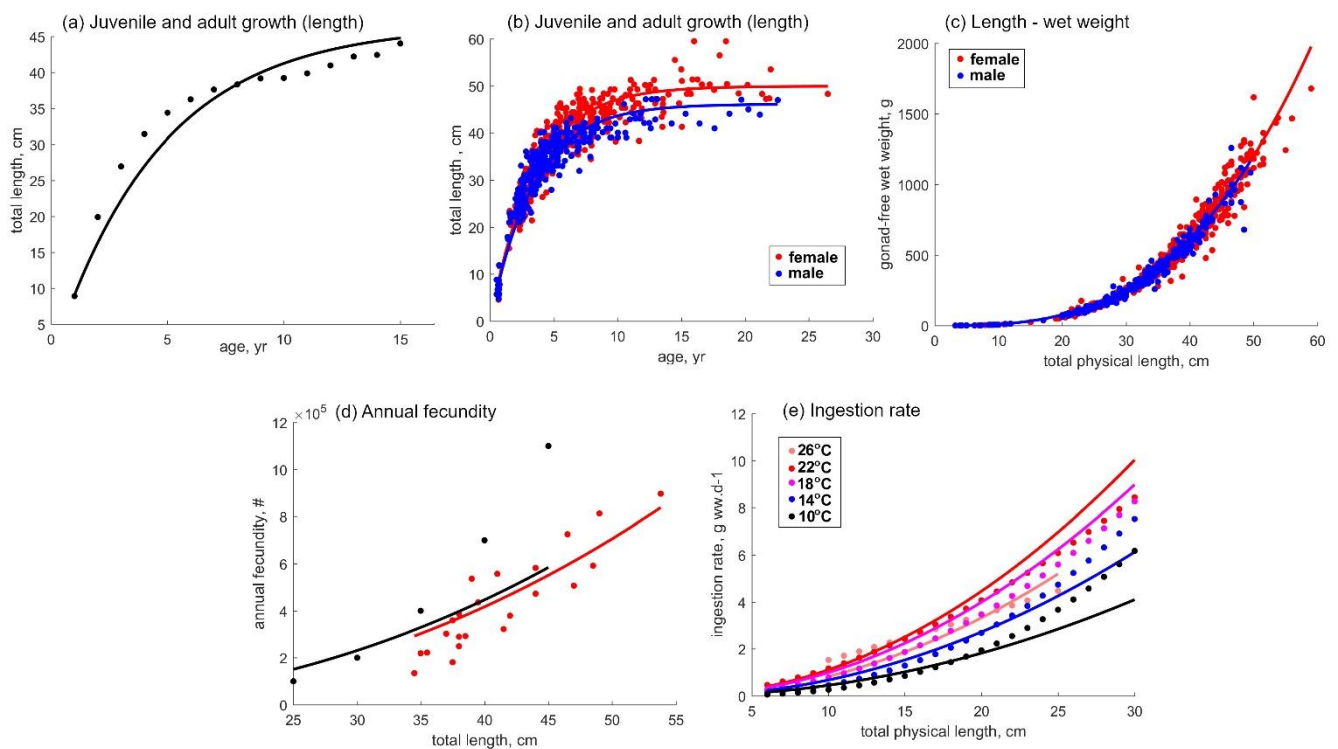 (a) Juvenile and adult growth (length)
total length, cm
45
40
35
30
25
20
15
10
5
0
5
10
15
age, yr
(b) Juvenile and adult growth (length)
total length , cm
60
50
40
30
20
10
0
0
5
10
15
20
25
30
female
male
age, yr
(c) Length - wet weight
gonad-free wet weight, g
2000
1500
1000
500
0
0
10
20
30
40
50
60
female
male
total physical length, cm
(d) Annual fecundity
×10⁵
annual fecundity, #
12
10
8
6
4
2
0
25
30
35
40
45
50
55
total length, cm
(e) Ingestion rate
ingestion rate, g ww.d-1
12
10
8
6
4
2
0
5
10
15
20
25
30
26°C
22°C
18°C
14°C
10°C
total physical length, cm